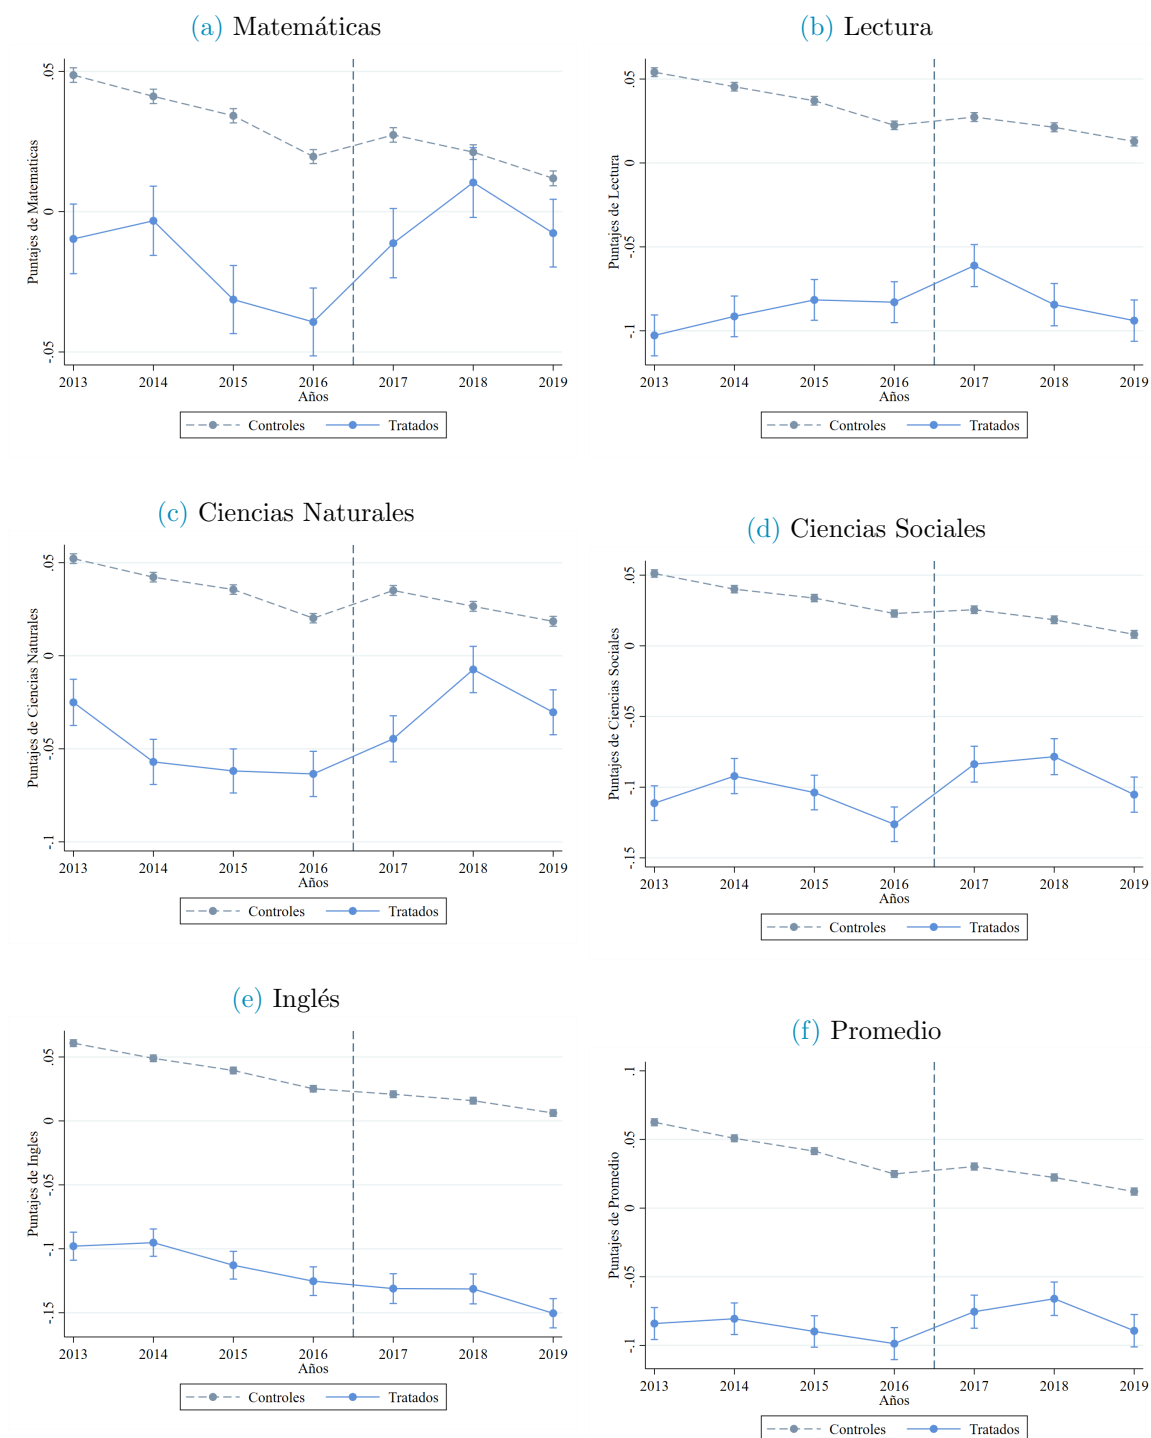 (a) Matemáticas
.05
0
-.05
Puntajes de Matematicas
2013 2014 2015 2016 2017 2018 2019
Años
Controles Tratados
(b) Lectura
.05
0
-.05
-.1
Puntajes de Lectura
2013 2014 2015 2016 2017 2018 2019
Años
Controles Tratados
(c) Ciencias Naturales
.05
0
-.05
-.1
Puntajes de Ciencias Naturales
2013 2014 2015 2016 2017 2018 2019
Años
Controles Tratados
(d) Ciencias Sociales
.05
0
-.05
-.1
-.15
Puntajes de Ciencias Sociales
2013 2014 2015 2016 2017 2018 2019
Años
Controles Tratados
(e) Inglés
.05
0
-.05
-.1
-.15
Puntajes de Ingles
2013 2014 2015 2016 2017 2018 2019
Años
Controles Tratados
(f) Promedio
.1
.05
0
-.05
-.1
Puntajes de Promedio
2013 2014 2015 2016 2017 2018 2019
Años
Controles Tratados